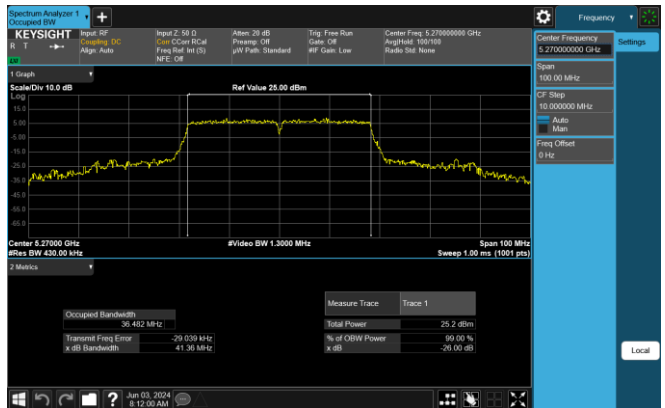 Spectrum Analyzer 1
Occupied BW
+
Frequency
KEYSIGHT
R T
Input: RF
Coupling: DC
Align: Auto
Input Z: 50 Ω
Corr CCorr RCal
Freq Ref: Int (S)
NFE: Off
Atten: 20 dB
Preamp: Off
µW Path: Standard
Trig: Free Run
Gate: Off
#IF Gain: Low
Center Freq: 5.270000000 GHz
Avg|Hold: 100/100
Radio Std: None
Center Frequency
5.270000000 GHz
Settings
Span
100.00 MHz
CF Step
10.000000 MHz
Auto
Man
Freq Offset
0 Hz
1 Graph
Scale/Div 10.0 dB
Ref Value 25.00 dBm
Log
15.0
5.00
-5.00
-15.0
-25.0
-35.0
-45.0
-55.0
-65.0
Center 5.27000 GHz
#Video BW 1.3000 MHz
Span 100 MHz
#Res BW 430.00 kHz
Sweep 1.00 ms (1001 pts)
2 Metrics
Measure Trace
Trace 1
Occupied Bandwidth
36.482 MHz
Total Power
25.2 dBm
Transmit Freq Error
-29.039 kHz
% of OBW Power
99.00 %
x dB Bandwidth
41.36 MHz
x dB
-26.00 dB
Local
?
Jun 03, 2024
8:12:00 AM